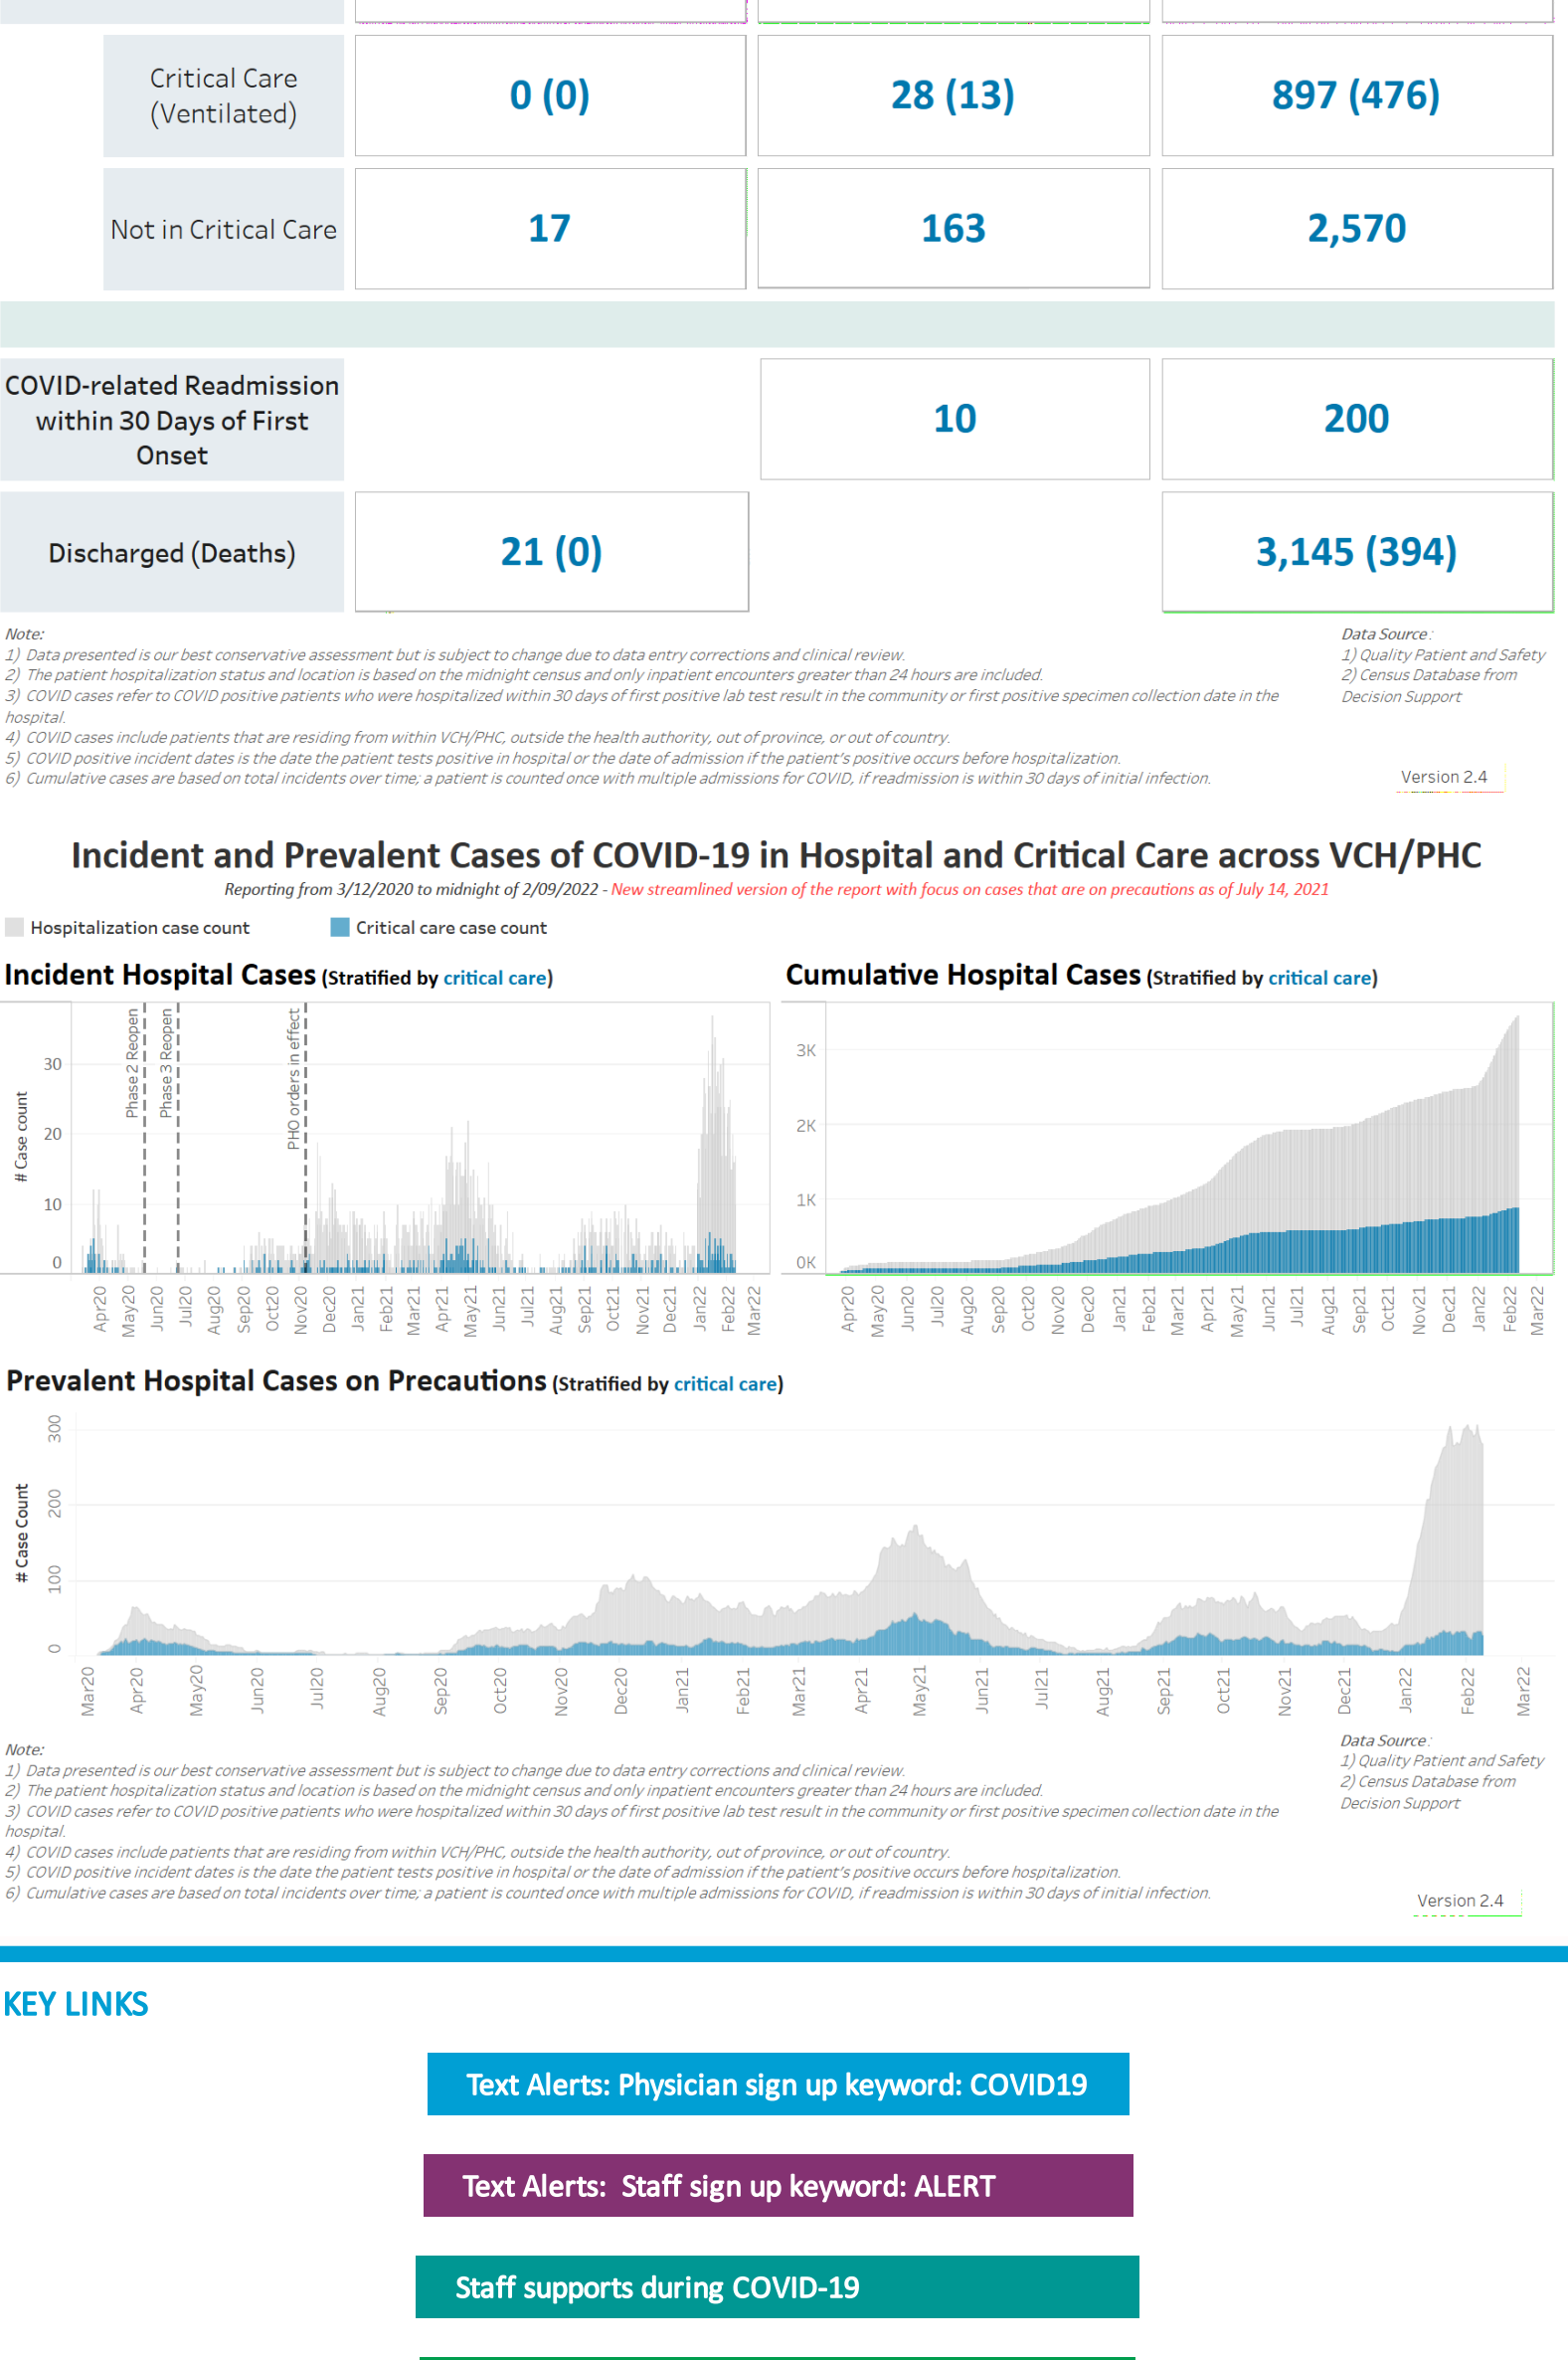 Critical Care
(Ventilated)
0 (0)
28 (13)
897 (476)
Not in Critical Care
17
163
2,570
COVID-related Readmission
within 30 Days of First
Onset
10
200
Discharged (Deaths)
21 (0)
3,145 (394)
Note:
1) Data presented is our best conservative assessment but is subject to change due to data entry corrections and clinical review.
2) The patient hospitalization status and location is based on the midnight census and only inpatient encounters greater than 24 hours are included.
3) COVID cases refer to COVID positive patients who were hospitalized within 30 days of first positive lab test result in the community or first positive specimen collection date in the
hospital.
4) COVID cases include patients that are residing from within VCH/PHC, outside the health authority, out of province, or out of country.
5) COVID positive incident dates is the date the patient tests positive in hospital or the date of admission if the patient's positive occurs before hospitalization.
6) Cumulative cases are based on total incidents over time; a patient is counted once with multiple admissions for COVID, if readmission is within 30 days of initial infection.
Data Source:
1) Quality Patient and Safety
2) Census Database from
Decision Support
Version 2.4
Incident and Prevalent Cases of COVID-19 in Hospital and Critical Care across VCH/PHC
Reporting from 3/12/2020 to midnight of 2/09/2022 - New streamlined version of the report with focus on cases that are on precautions as of July 14, 2021
Hospitalization case count
Critical care case count
Incident Hospital Cases (Stratified by critical care)
# Case count
30
20
10
0
Phase 2 Reopen
Phase 3 Reopen
PHO orders in effect
Apr20
May20
Jun20
Jul20
Aug20
Sep20
Oct20
Nov20
Dec20
Jan21
Feb21
Mar21
Apr21
May21
Jun21
Jul21
Aug21
Sep21
Oct21
Nov21
Dec21
Jan22
Feb22
Mar22
Cumulative Hospital Cases (Stratified by critical care)
3K
2K
1K
0K
Apr20
May20
Jun20
Jul20
Aug20
Sep20
Oct20
Nov20
Dec20
Jan21
Feb21
Mar21
Apr21
May21
Jun21
Jul21
Aug21
Sep21
Oct21
Nov21
Dec21
Jan22
Feb22
Mar22
Prevalent Hospital Cases on Precautions (Stratified by critical care)
# Case Count
300
200
100
0
Mar20
Apr20
May20
Jun20
Jul20
Aug20
Sep20
Oct20
Nov20
Dec20
Jan21
Feb21
Mar21
Apr21
May21
Jun21
Jul21
Aug21
Sep21
Oct21
Nov21
Dec21
Jan22
Feb22
Mar22
Note:
1) Data presented is our best conservative assessment but is subject to change due to data entry corrections and clinical review.
2) The patient hospitalization status and location is based on the midnight census and only inpatient encounters greater than 24 hours are included.
3) COVID cases refer to COVID positive patients who were hospitalized within 30 days of first positive lab test result in the community or first positive specimen collection date in the
hospital.
4) COVID cases include patients that are residing from within VCH/PHC, outside the health authority, out of province, or out of country.
5) COVID positive incident dates is the date the patient tests positive in hospital or the date of admission if the patient's positive occurs before hospitalization.
6) Cumulative cases are based on total incidents over time; a patient is counted once with multiple admissions for COVID, if readmission is within 30 days of initial infection.
Data Source:
1) Quality Patient and Safety
2) Census Database from
Decision Support
Version 2.4
KEY LINKS
Text Alerts: Physician sign up keyword: COVID19
Text Alerts: Staff sign up keyword: ALERT
Staff supports during COVID-19